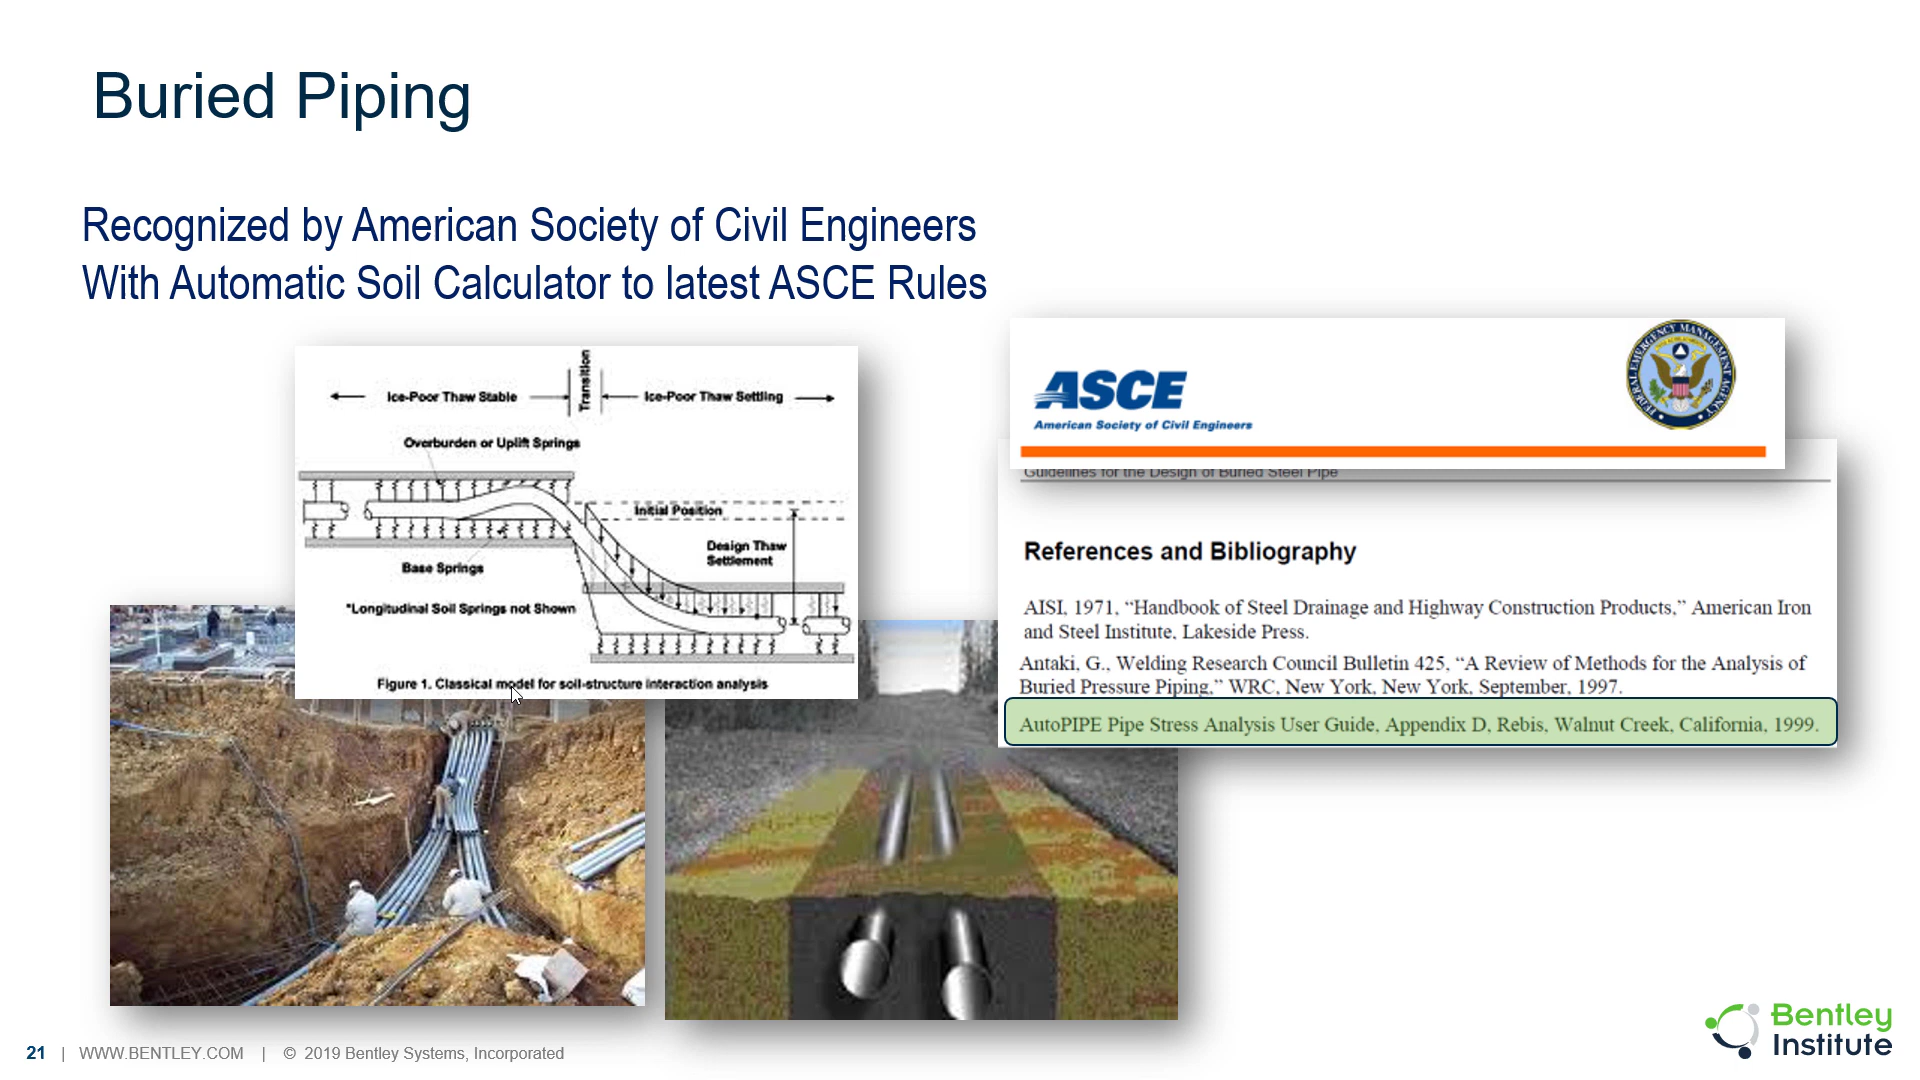 Buried Piping
Recognized by American Society of Civil Engineers
With Automatic Soil Calculator to latest ASCE Rules
Transition
Ice-Poor Thaw Stable
Ice-Poor Thaw Settling
Overburden or Uplift Springs
Initial Position
Design Thaw
Settlement
Base Springs
*Longitudinal Soil Springs not Shown
Figure 1. Classical model for soil-structure interaction analysis
ASCE
American Society of Civil Engineers
FEDERAL EMERGENCY MANAGEMENT AGENCY
Guidelines for the Design of Buried Steel Pipe
References and Bibliography
AISI, 1971, “Handbook of Steel Drainage and Highway Construction Products,” American Iron
and Steel Institute, Lakeside Press.
Antaki, G., Welding Research Council Bulletin 425, “A Review of Methods for the Analysis of
Buried Pressure Piping,” WRC, New York, New York, September, 1997.
AutoPIPE Pipe Stress Analysis User Guide, Appendix D, Rebis, Walnut Creek, California, 1999.
21 | WWW.BENTLEY.COM | © 2019 Bentley Systems, Incorporated
Bentley
Institute